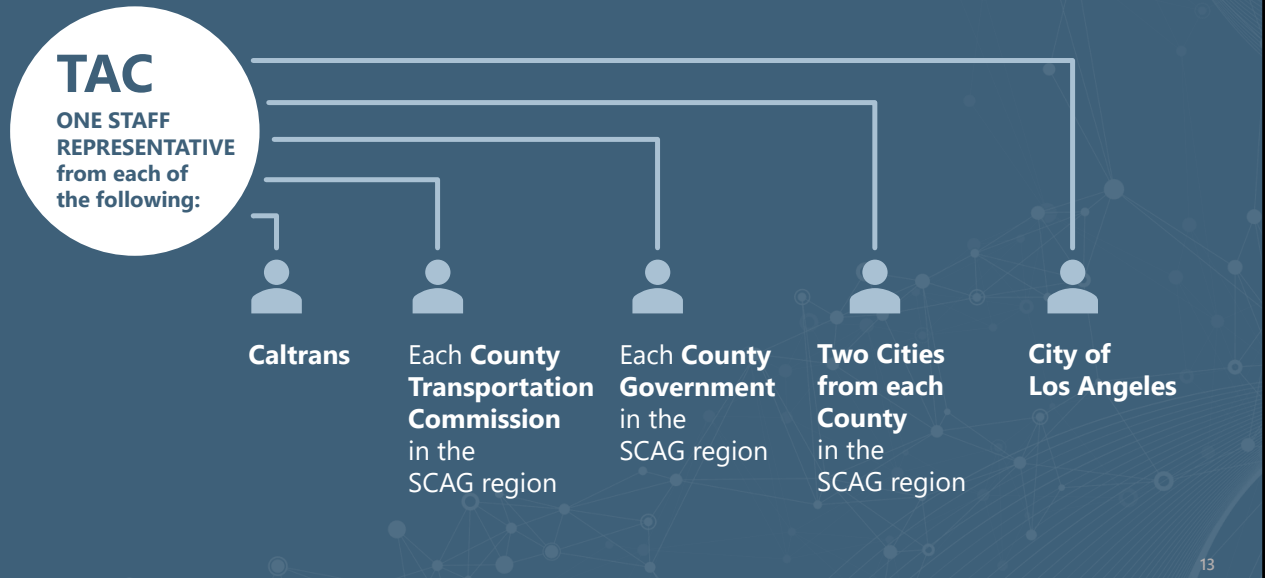 TAC
ONE STAFF
REPRESENTATIVE
from each of
the following:
Caltrans
Each County
Transportation
Commission
in the
SCAG region
Each County
Government
in the
SCAG region
Two Cities
from each
County
in the
SCAG region
City of
Los Angeles
13